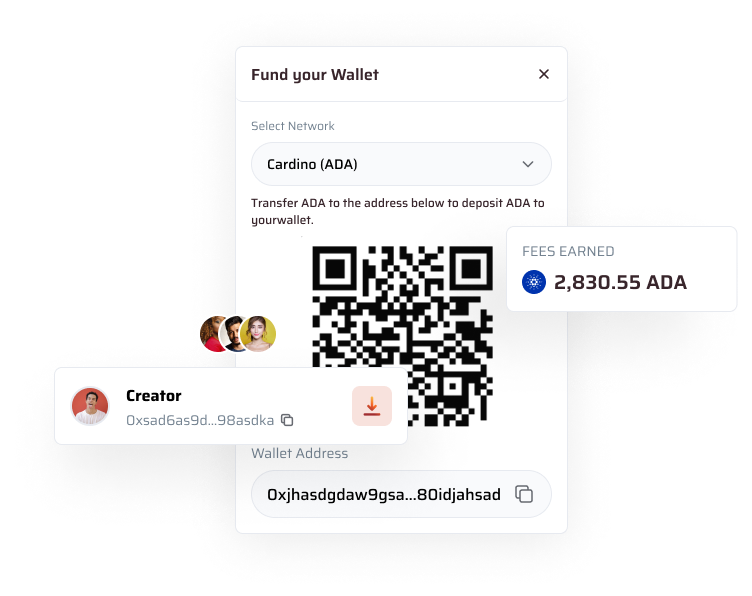 Fund your Wallet
Select Network
Cardino (ADA)
Transfer ADA to the address below to deposit ADA to
yourwallet.
FEES EARNED
2,830.55 ADA
Creator
0xsad6as9d...98asdka
Wallet Address
0xjhasdgdaw9gsa...80idjahsad